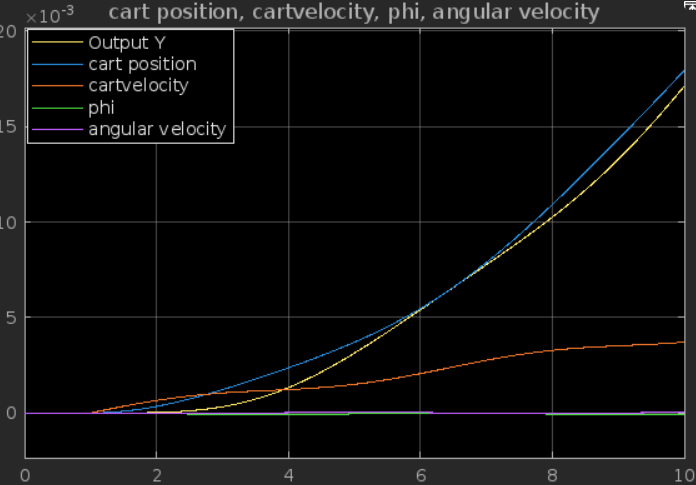 cart position, cartvelocity, phi, angular velocity
×10⁻³
20
Output Y
cart position
cartvelocity
phi
angular velocity
15
10
5
0
0 2 4 6 8 10